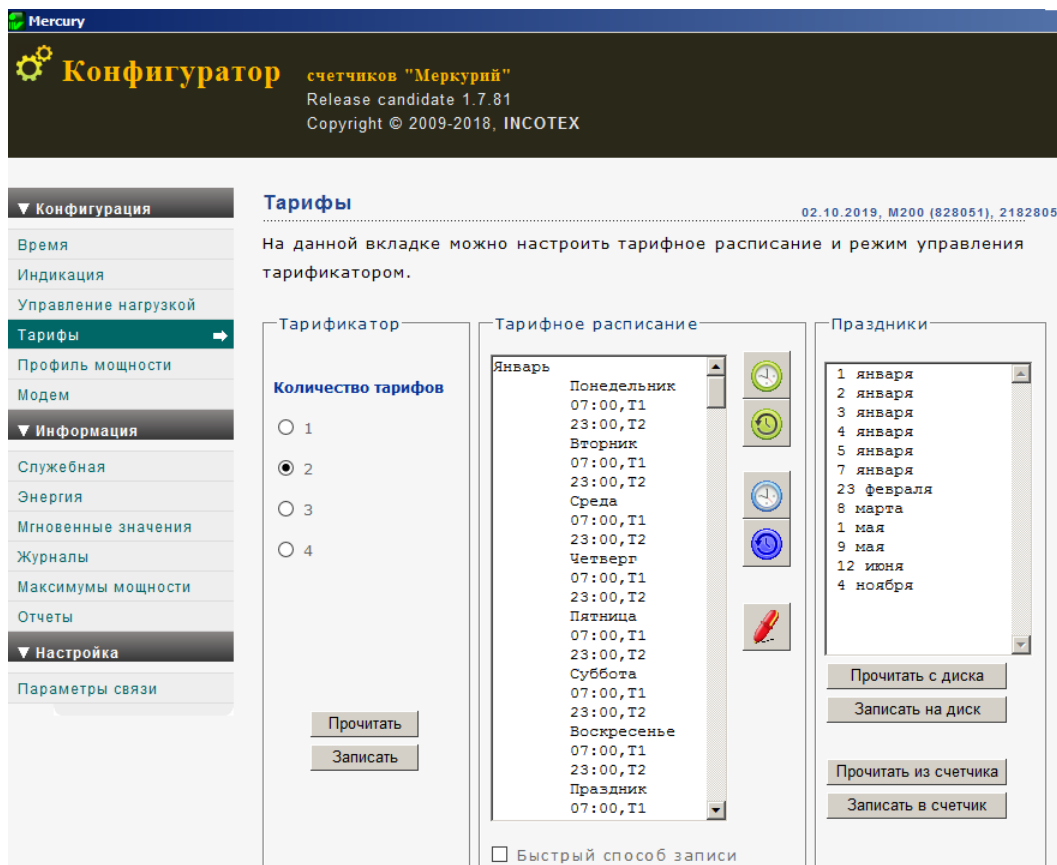 Mercury
Конфигуратор счетчиков "Меркурий"
Release candidate 1.7.81
Copyright © 2009-2018, INCOTEX
▼ Конфигурация
Время
Индикация
Управление нагрузкой
Тарифы
Профиль мощности
Модем
▼ Информация
Служебная
Энергия
Мгновенные значения
Журналы
Максимумы мощности
Отчеты
▼ Настройка
Параметры связи
Тарифы
02.10.2019, M200 (828051), 2182805
На данной вкладке можно настроить тарифное расписание и режим управления
тарификатором.
Тарификатор
Количество тарифов
1
2
3
4
Прочитать
Записать
Тарифное расписание
Январь
Понедельник
07:00,T1
23:00,T2
Вторник
07:00,T1
23:00,T2
Среда
07:00,T1
23:00,T2
Четверг
07:00,T1
23:00,T2
Пятница
07:00,T1
23:00,T2
Суббота
07:00,T1
23:00,T2
Воскресенье
07:00,T1
23:00,T2
Праздник
07:00,T1
Быстрый способ записи
Праздники
1 января
2 января
3 января
4 января
5 января
7 января
23 февраля
8 марта
1 мая
9 мая
12 июня
4 ноября
Прочитать с диска
Записать на диск
Прочитать из счетчика
Записать в счетчик